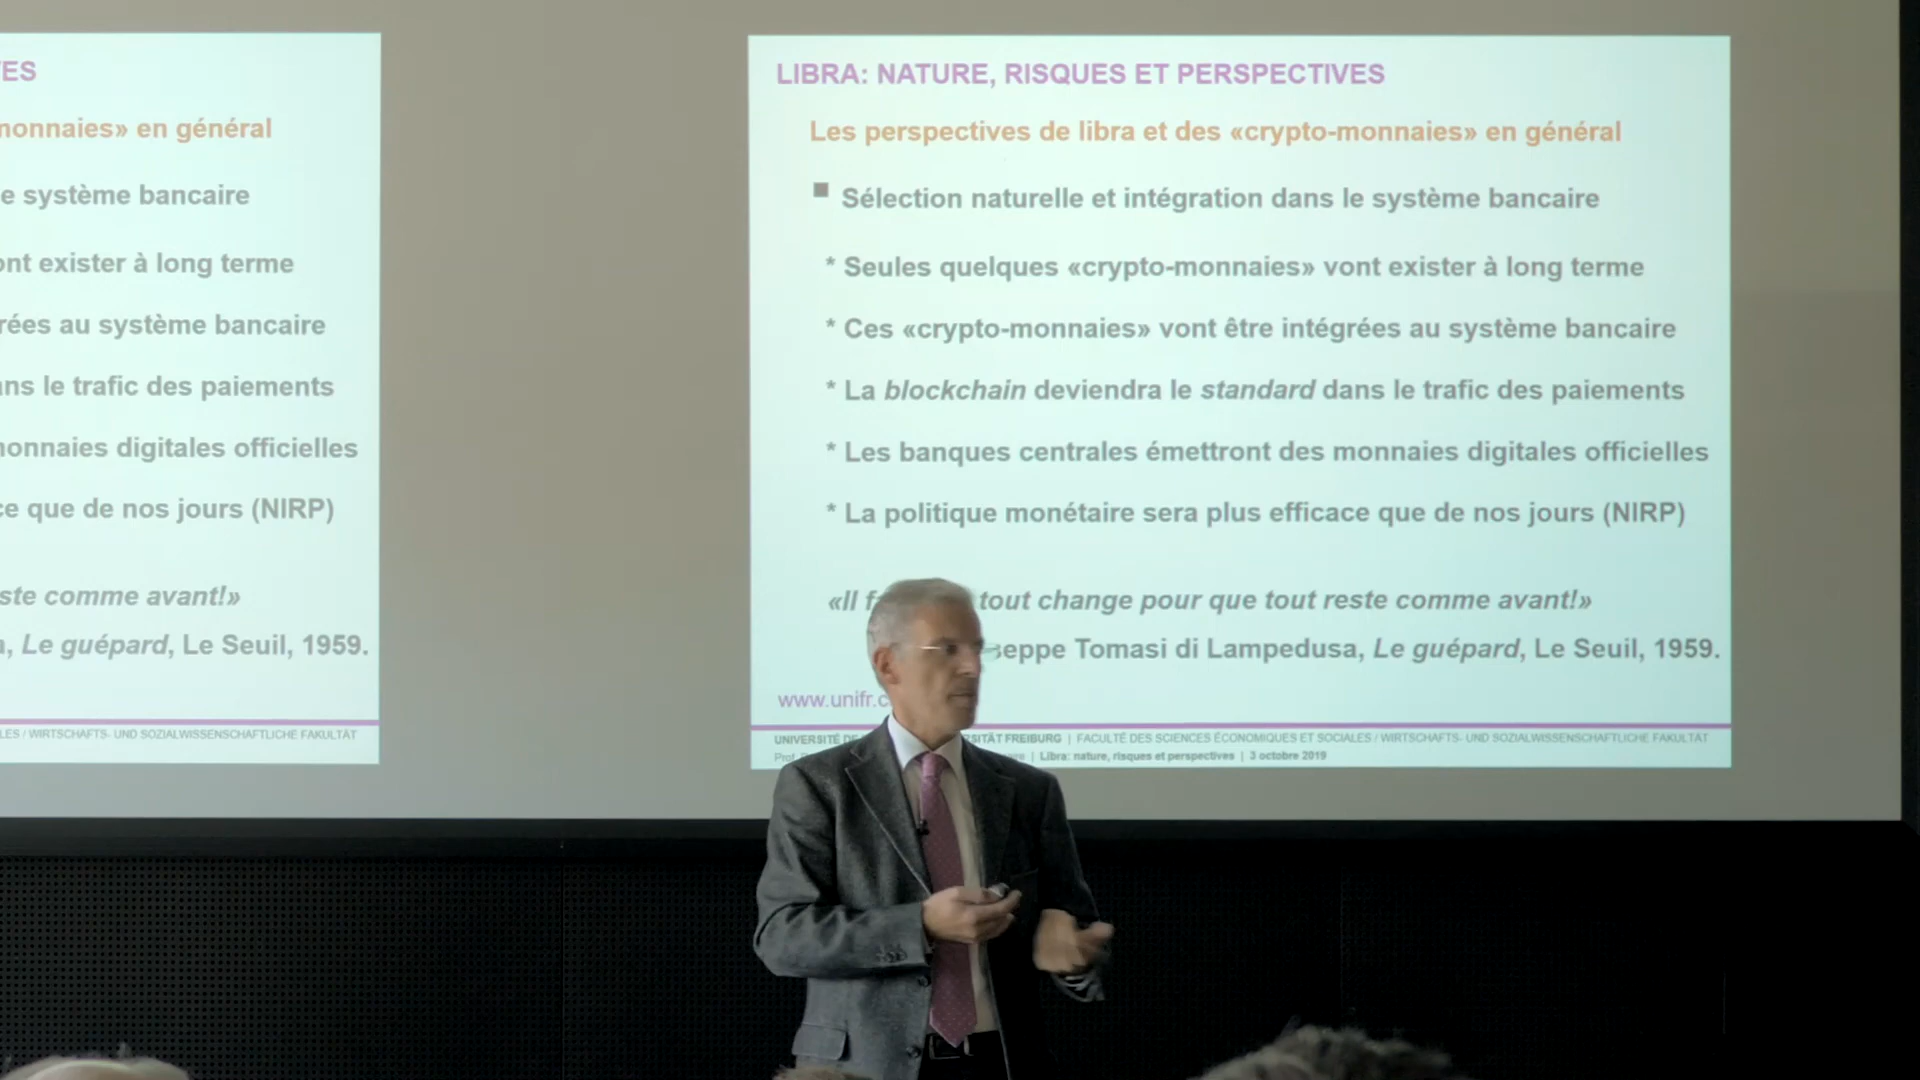 ES
monnaies» en général
e système bancaire
ont exister à long terme
rées au système bancaire
ans le trafic des paiements
monnaies digitales officielles
ce que de nos jours (NIRP)
ste comme avant!»
Le guépard, Le Seuil, 1959.
LES / WIRTSCHAFTS- UND SOZIALWISSENSCHAFTLICHE FAKULTÄT
LIBRA: NATURE, RISQUES ET PERSPECTIVES
Les perspectives de libra et des «crypto-monnaies» en général
Sélection naturelle et intégration dans le système bancaire
* Seules quelques «crypto-monnaies» vont exister à long terme
* Ces «crypto-monnaies» vont être intégrées au système bancaire
* La blockchain deviendra le standard dans le trafic des paiements
* Les banques centrales émettront des monnaies digitales officielles
* La politique monétaire sera plus efficace que de nos jours (NIRP)
«Il tout change pour que tout reste comme avant!»
seppe Tomasi di Lampedusa, Le guépard, Le Seuil, 1959.
www.unifr.c
UNIVERSITÉ DE RSITÄT FREIBURG | FACULTÉ DES SCIENCES ÉCONOMIQUES ET SOCIALES / WIRTSCHAFTS- UND SOZIALWISSENSCHAFTLICHE FAKULTÄT
Prof. | Libra: nature, risques et perspectives | 3 octobre 2019